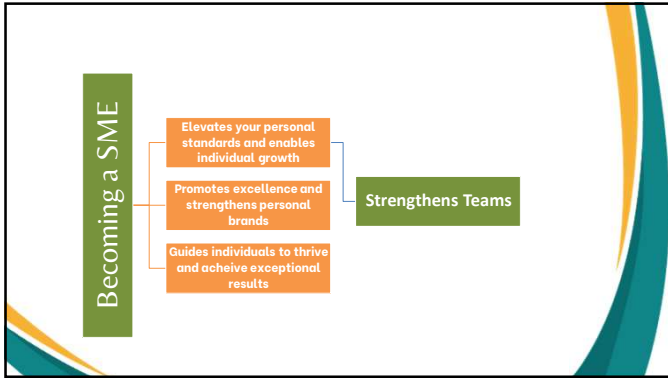 Becoming a SME
Elevates your personal
standards and enables
individual growth
Promotes excellence and
strengthens personal
brands
Guides individuals to thrive
and acheive exceptional
results
Strengthens Teams